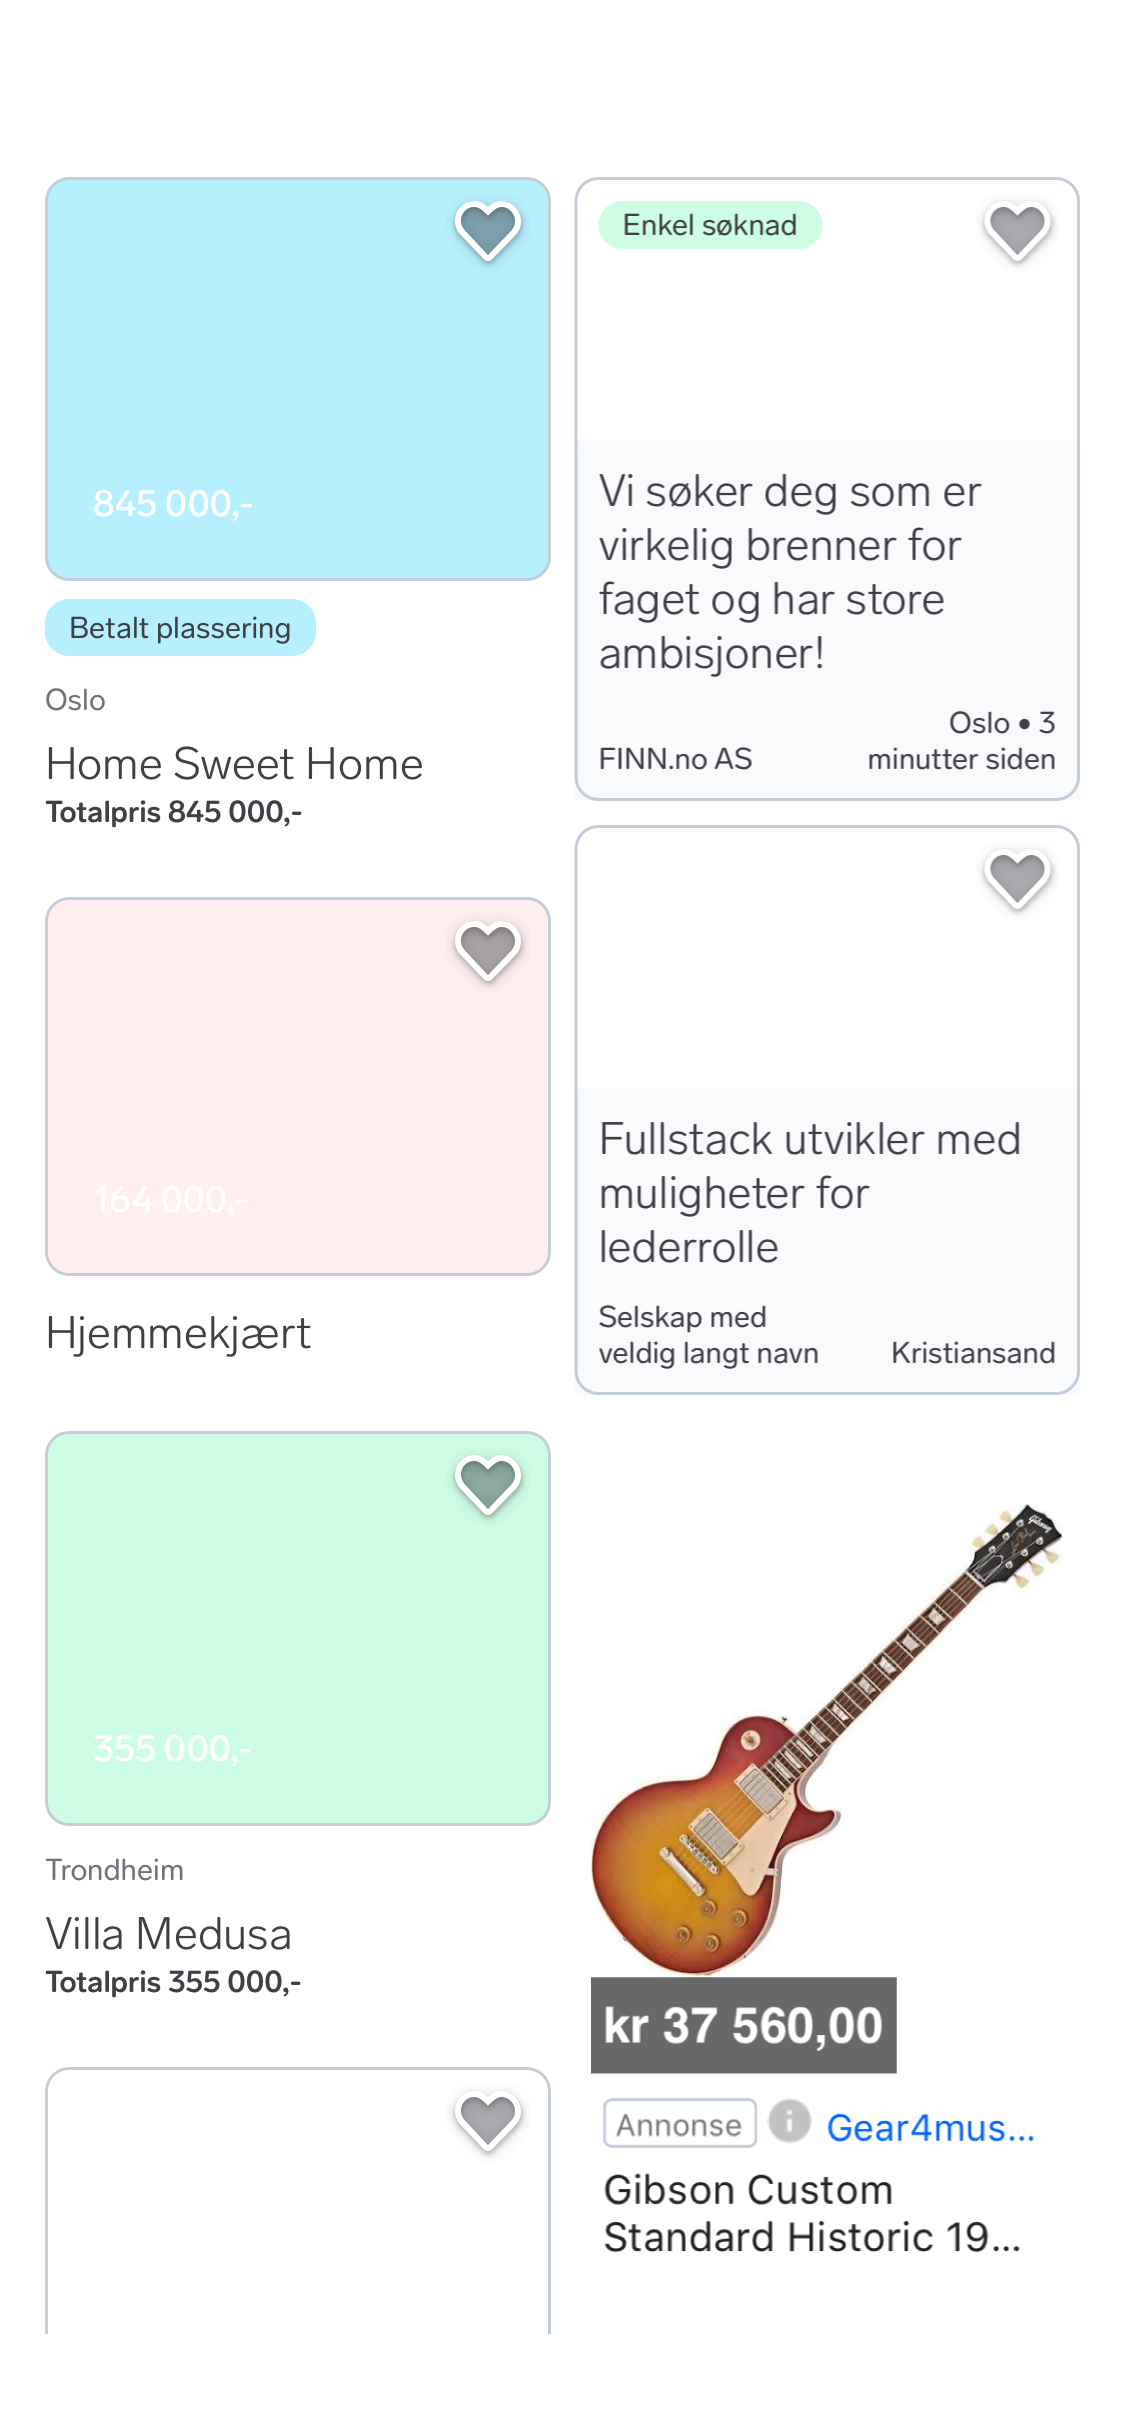 845 000,-
Betalt plassering
Oslo
Home Sweet Home
Totalpris 845 000,-
164 000,-
Hjemmekjært
355 000,-
Trondheim
Villa Medusa
Totalpris 355 000,-
Enkel søknad
Vi søker deg som er
virkelig brenner for
faget og har store
ambisjoner!
FINN.no AS
Oslo • 3
minutter siden
Fullstack utvikler med
muligheter for
lederrolle
Selskap med
veldig langt navn
Kristiansand
Gibson
kr 37 560,00
Annonse i Gear4mus...
Gibson Custom
Standard Historic 19...